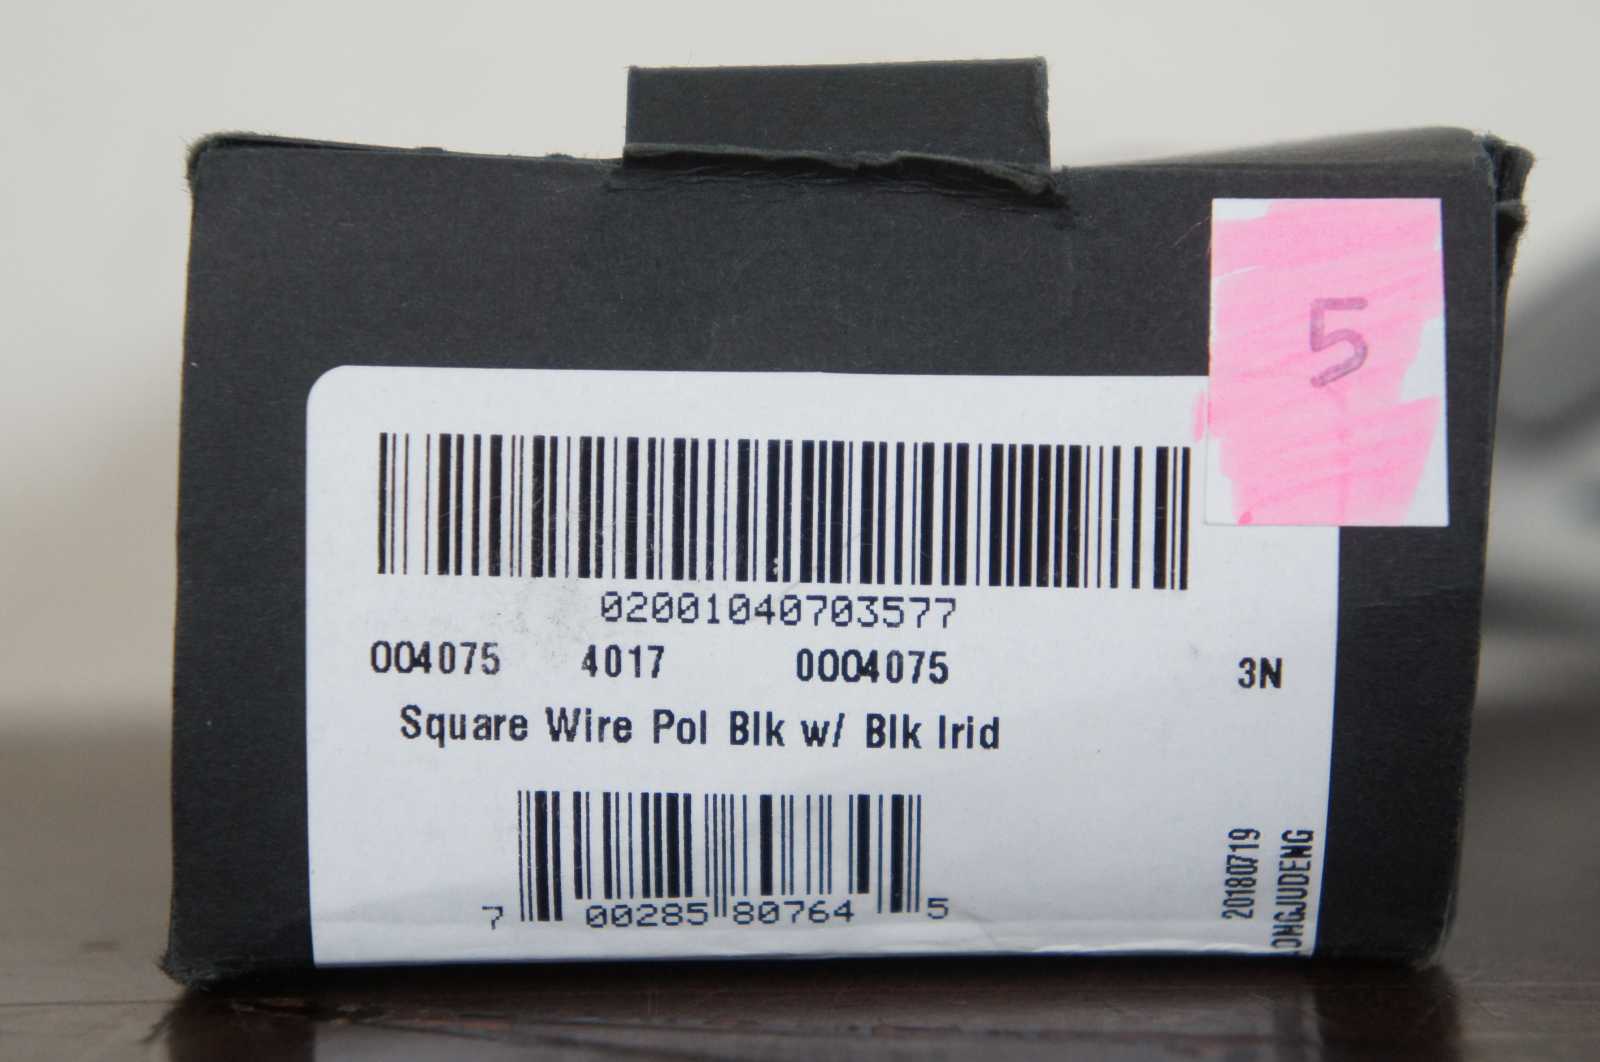 5
02001040703577
004075 4017 0004075 3N
Square Wire Pol Blk w/ Blk Irid
7 00285 80764 5
20180719